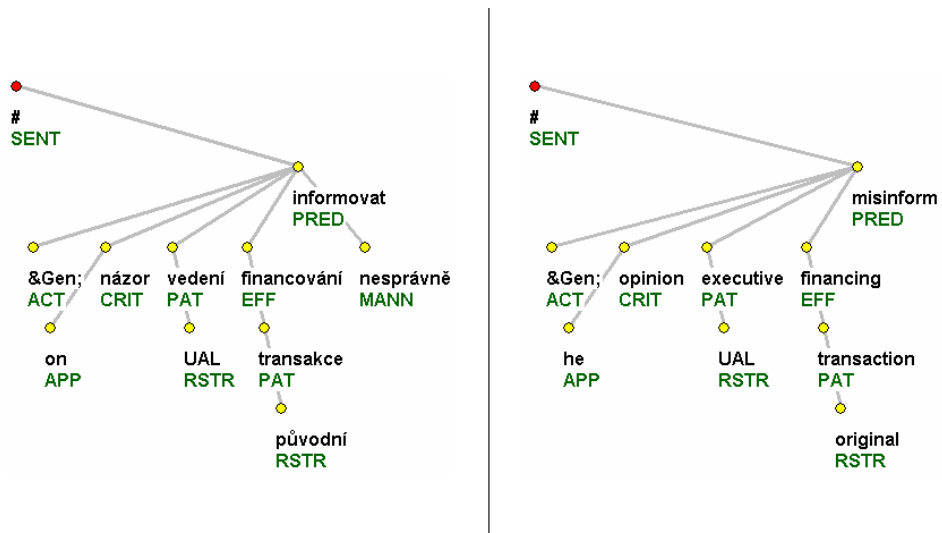 #
SENT
informovat
PRED
&Gen; názor vedení financování nesprávně
ACT CRIT PAT EFF MANN
on UAL transakce
APP RSTR PAT
původní
RSTR
#
SENT
misinform
PRED
&Gen; opinion executive financing
ACT CRIT PAT EFF
he UAL transaction
APP RSTR PAT
original
RSTR